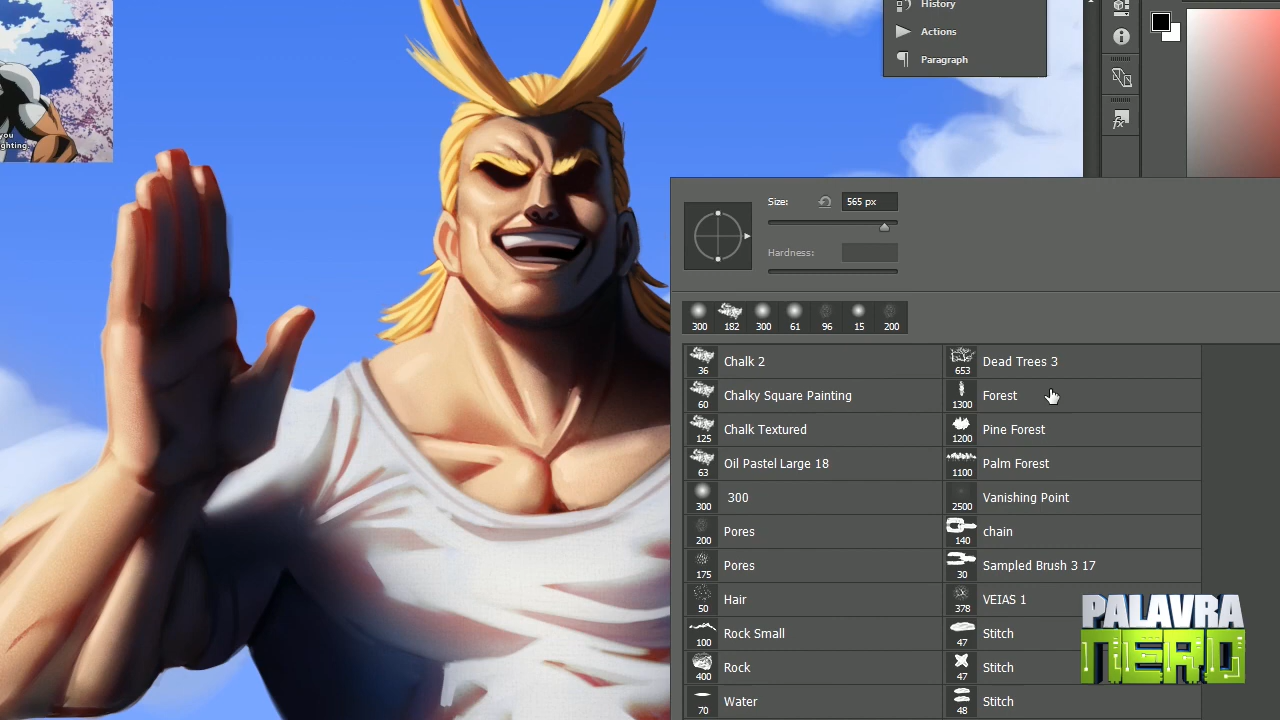 History
Actions
Paragraph
you
ghting.
Size:
565 px
Hardness:
300
182
300
61
96
15
200
36
Chalk 2
653
Dead Trees 3
60
Chalky Square Painting
1300
Forest
125
Chalk Textured
1200
Pine Forest
63
Oil Pastel Large 18
1100
Palm Forest
300
300
2500
Vanishing Point
200
Pores
140
chain
175
Pores
30
Sampled Brush 3 17
50
Hair
378
VEIAS 1
100
Rock Small
47
Stitch
400
Rock
47
Stitch
70
Water
48
Stitch
fx
PALAVRA
NERD